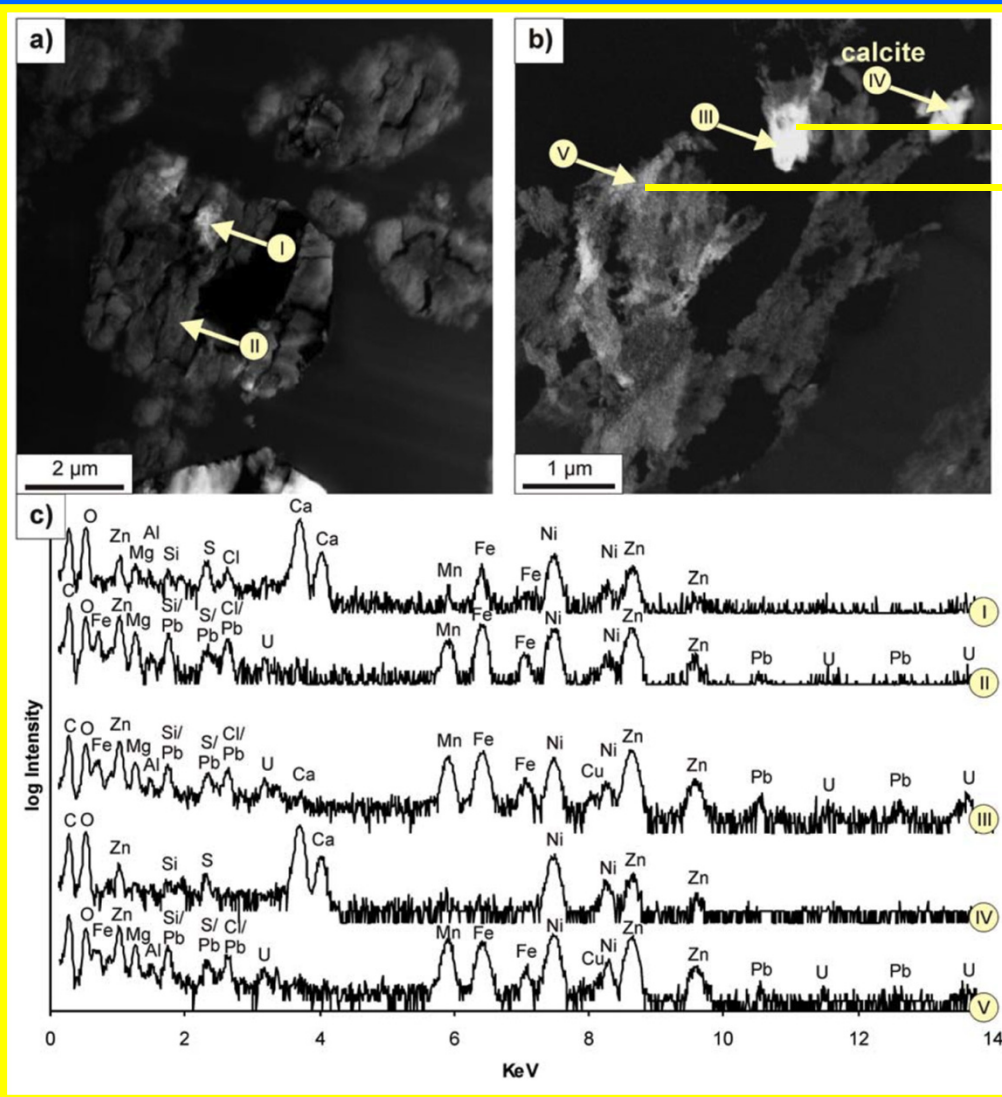 a)
b)
calcite
IV
III
V
I
II
2 µm
1 µm
c)
O Zn Mg Al Si S Cl Ca Ca Mn Fe Fe Ni Ni Zn Zn I
C O Fe Zn Mg Si/Pb S/Pb Cl/Pb U Mn Fe Fe Ni Ni Zn Zn Pb U Pb U II
C O Fe Zn Mg Al Si/Pb S/Pb Cl/Pb U Ca Mn Fe Fe Ni Cu Ni Zn Zn Pb U Pb U III
C O Zn Si S Ca Ca Ni Ni Zn Zn IV
O Fe Zn Mg Al Si/Pb S/Pb Cl/Pb U Mn Fe Fe Ni Cu Ni Zn Zn Pb U Pb U V
log Intensity
0 2 4 6 8 10 12 14
KeV